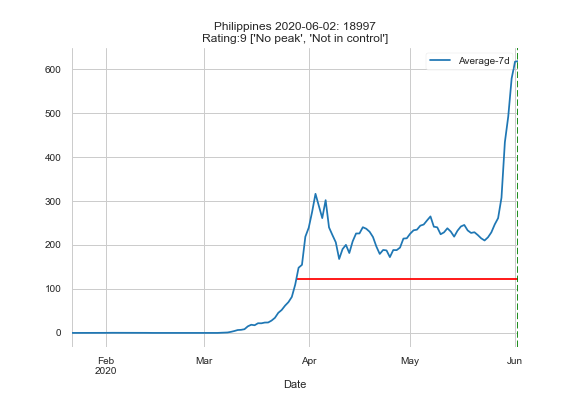 Philippines 2020-06-02: 18997
Rating:9 ['No peak', 'Not in control']
Average-7d
600
500
400
300
200
100
0
Feb
2020
Mar
Apr
May
Jun
Date